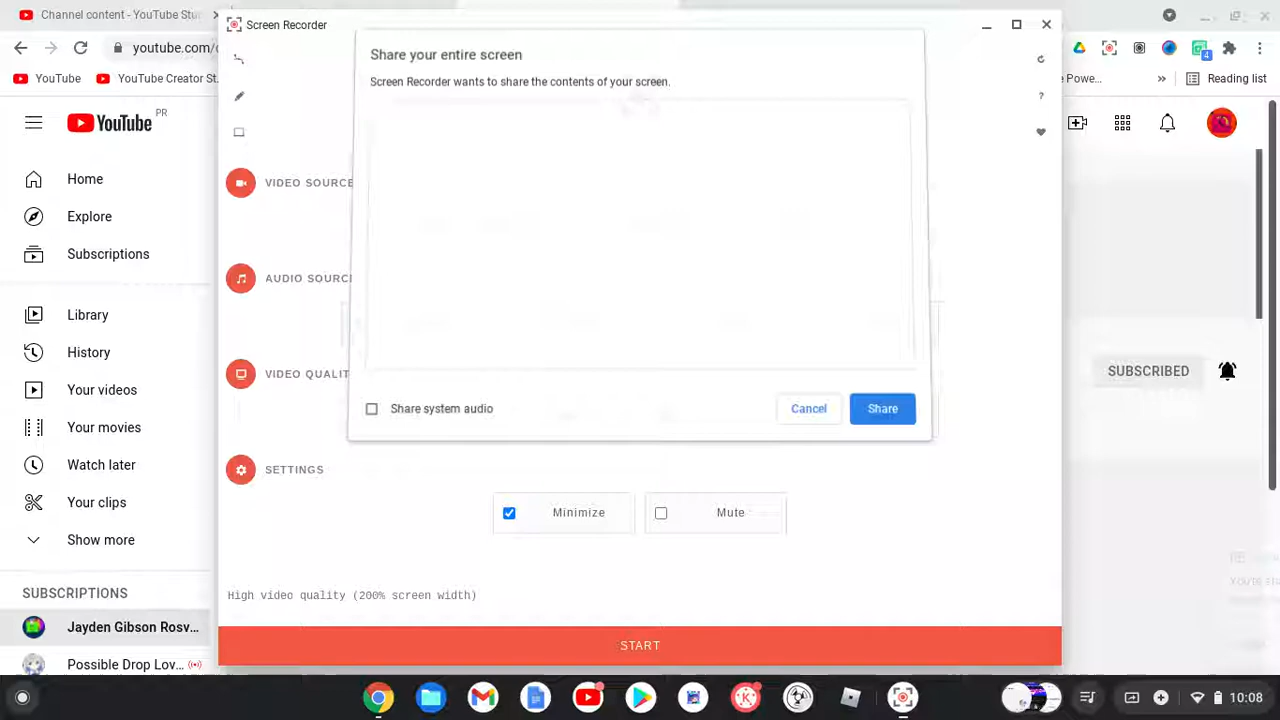 Channel content - YouTube Stu
Screen Recorder
youtube.com/c
4
YouTube
YouTube Creator St.
Powe...
»
Reading list
YouTube
PR
Home
Explore
Subscriptions
Library
History
Your videos
Your movies
Watch later
Your clips
Show more
SUBSCRIPTIONS
Jayden Gibson Rosv...
Possible Drop Lov...
?
VIDEO SOURCE
AUDIO SOURC
VIDEO QUALIT
SETTINGS
Share your entire screen
Screen Recorder wants to share the contents of your screen.
Share system audio
Cancel
Share
Minimize
Mute
High video quality (200% screen width)
START
SUBSCRIBED
10:08